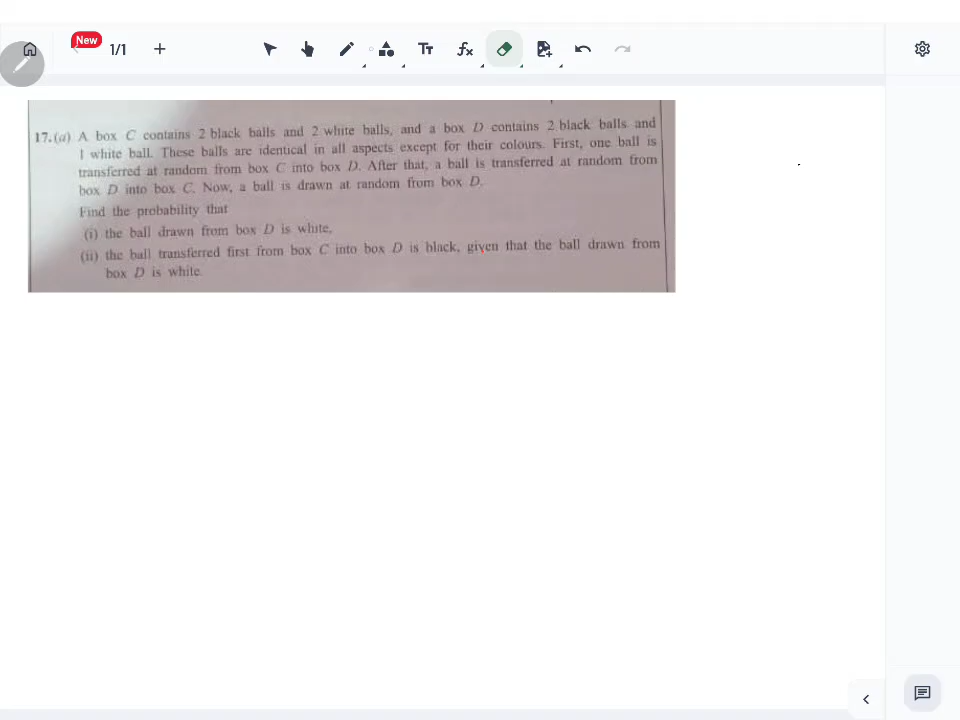 New
1/1
Tт
fx
17. (a) A box C contains 2 black balls and 2 white balls, and a box D contains 2 black balls and
1 white ball. These balls are identical in all aspects except for their colours. First, one ball is
transferred at random from box C into box D. After that, a ball is transferred at random from
box D into box C. Now, a ball is drawn at random from box D.
Find the probability that
(i) the ball drawn from box D is white,
(ii) the ball transferred first from box C into box D is black, given that the ball drawn from
box D is white.